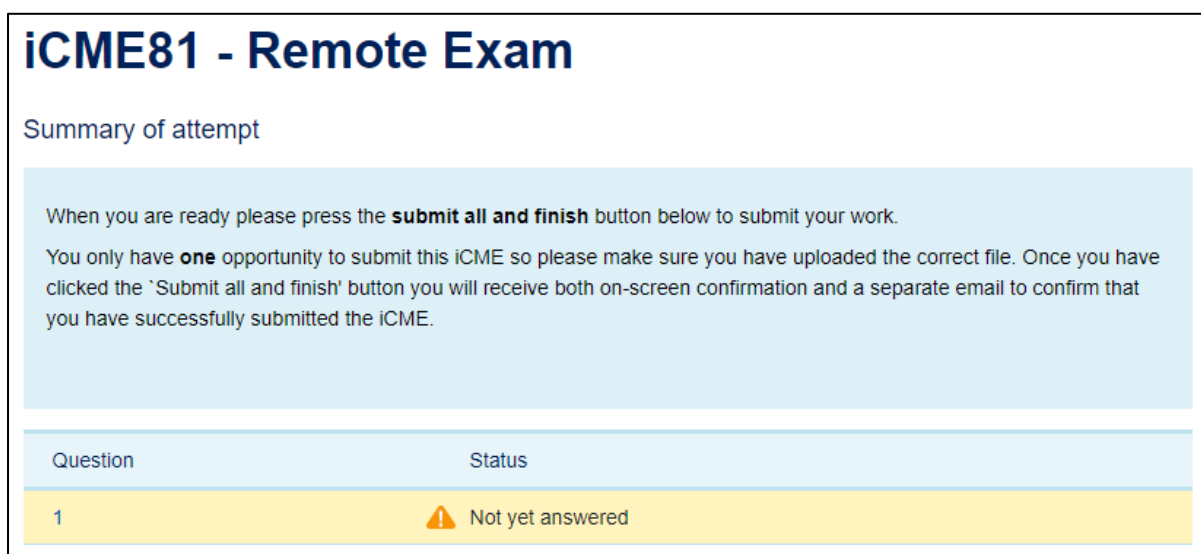 iCME81 - Remote Exam
Summary of attempt
When you are ready please press the submit all and finish button below to submit your work.
You only have one opportunity to submit this iCME so please make sure you have uploaded the correct file. Once you have
clicked the `Submit all and finish' button you will receive both on-screen confirmation and a separate email to confirm that
you have successfully submitted the iCME.
Question Status
1 Not yet answered